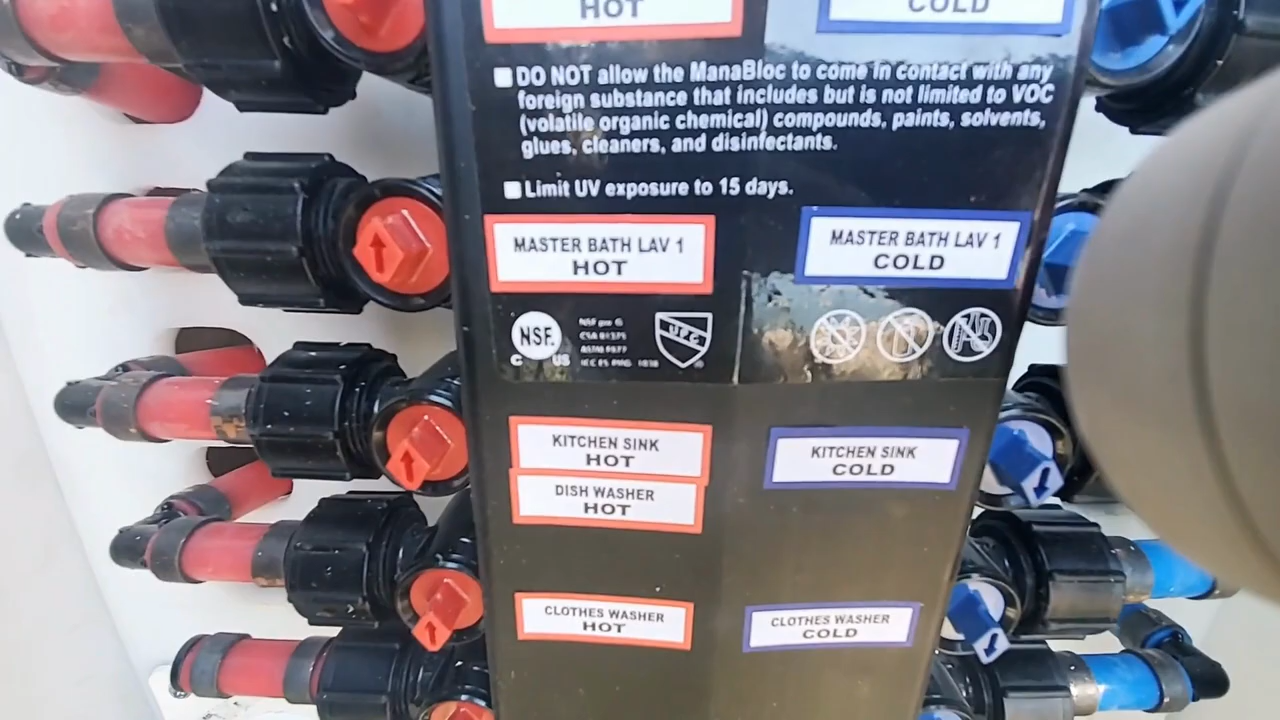 HOT
COLD
DO NOT allow the ManaBloc to come in contact with any
foreign substance that includes but is not limited to VOC
(volatile organic chemical) compounds, paints, solvents,
glues, cleaners, and disinfectants.
Limit UV exposure to 15 days.
MASTER BATH LAV 1
HOT
MASTER BATH LAV 1
COLD
NSF.
C US
UPC
KITCHEN SINK
HOT
KITCHEN SINK
COLD
DISH WASHER
HOT
CLOTHES WASHER
HOT
CLOTHES WASHER
COLD